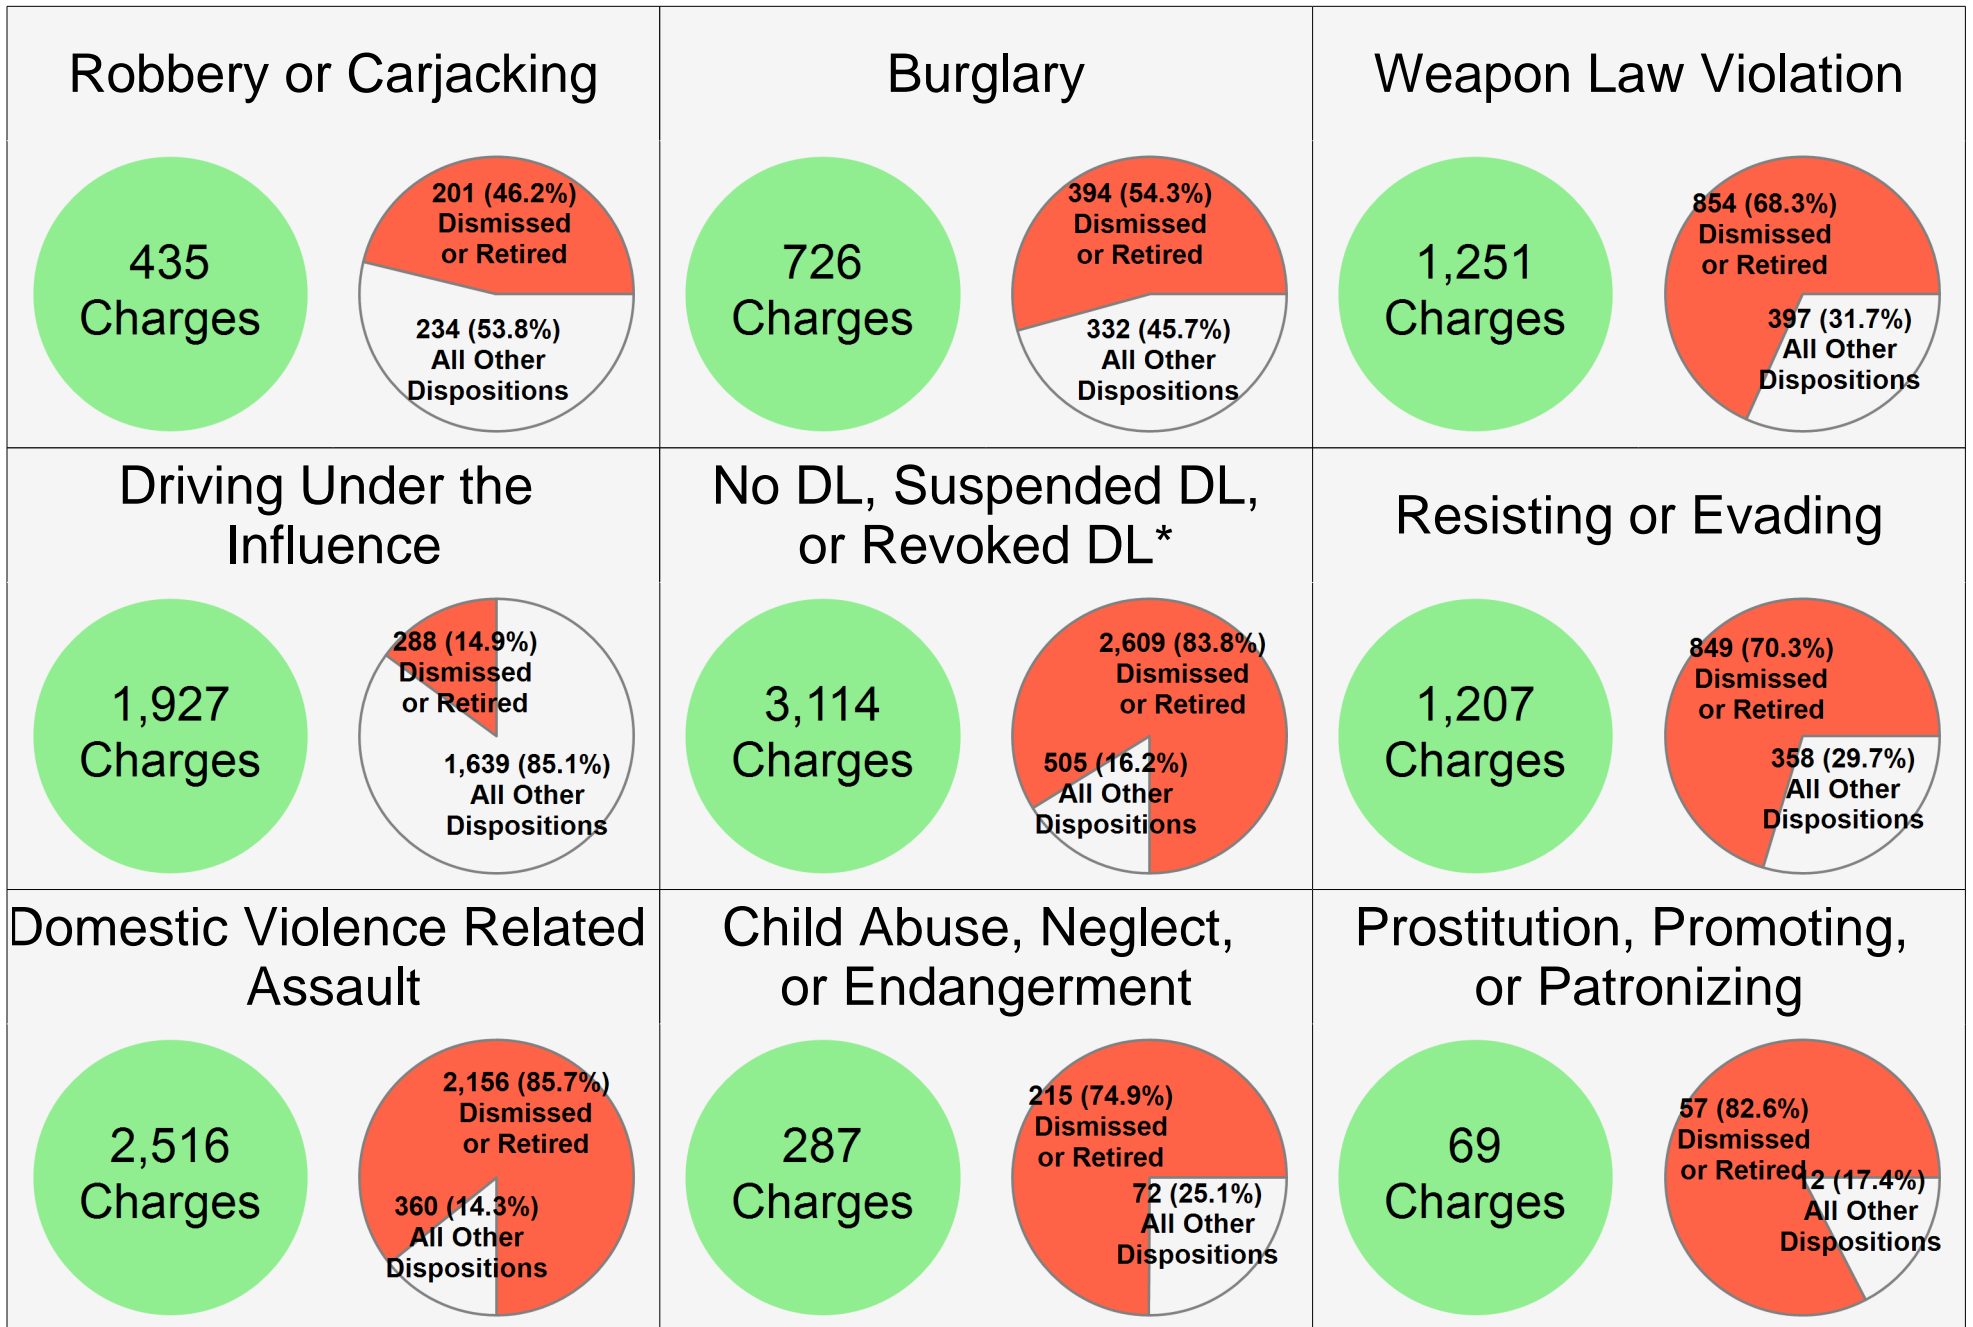 Robbery or Carjacking
435
Charges
201 (46.2%)
Dismissed
or Retired
234 (53.8%)
All Other
Dispositions
Burglary
726
Charges
394 (54.3%)
Dismissed
or Retired
332 (45.7%)
All Other
Dispositions
Weapon Law Violation
1,251
Charges
854 (68.3%)
Dismissed
or Retired
397 (31.7%)
All Other
Dispositions
Driving Under the
Influence
1,927
Charges
288 (14.9%)
Dismissed
or Retired
1,639 (85.1%)
All Other
Dispositions
No DL, Suspended DL,
or Revoked DL*
3,114
Charges
2,609 (83.8%)
Dismissed
or Retired
505 (16.2%)
All Other
Dispositions
Resisting or Evading
1,207
Charges
849 (70.3%)
Dismissed
or Retired
358 (29.7%)
All Other
Dispositions
Domestic Violence Related
Assault
2,516
Charges
2,156 (85.7%)
Dismissed
or Retired
360 (14.3%)
All Other
Dispositions
Child Abuse, Neglect,
or Endangerment
287
Charges
215 (74.9%)
Dismissed
or Retired
72 (25.1%)
All Other
Dispositions
Prostitution, Promoting,
or Patronizing
69
Charges
57 (82.6%)
Dismissed
or Retired
12 (17.4%)
All Other
Dispositions